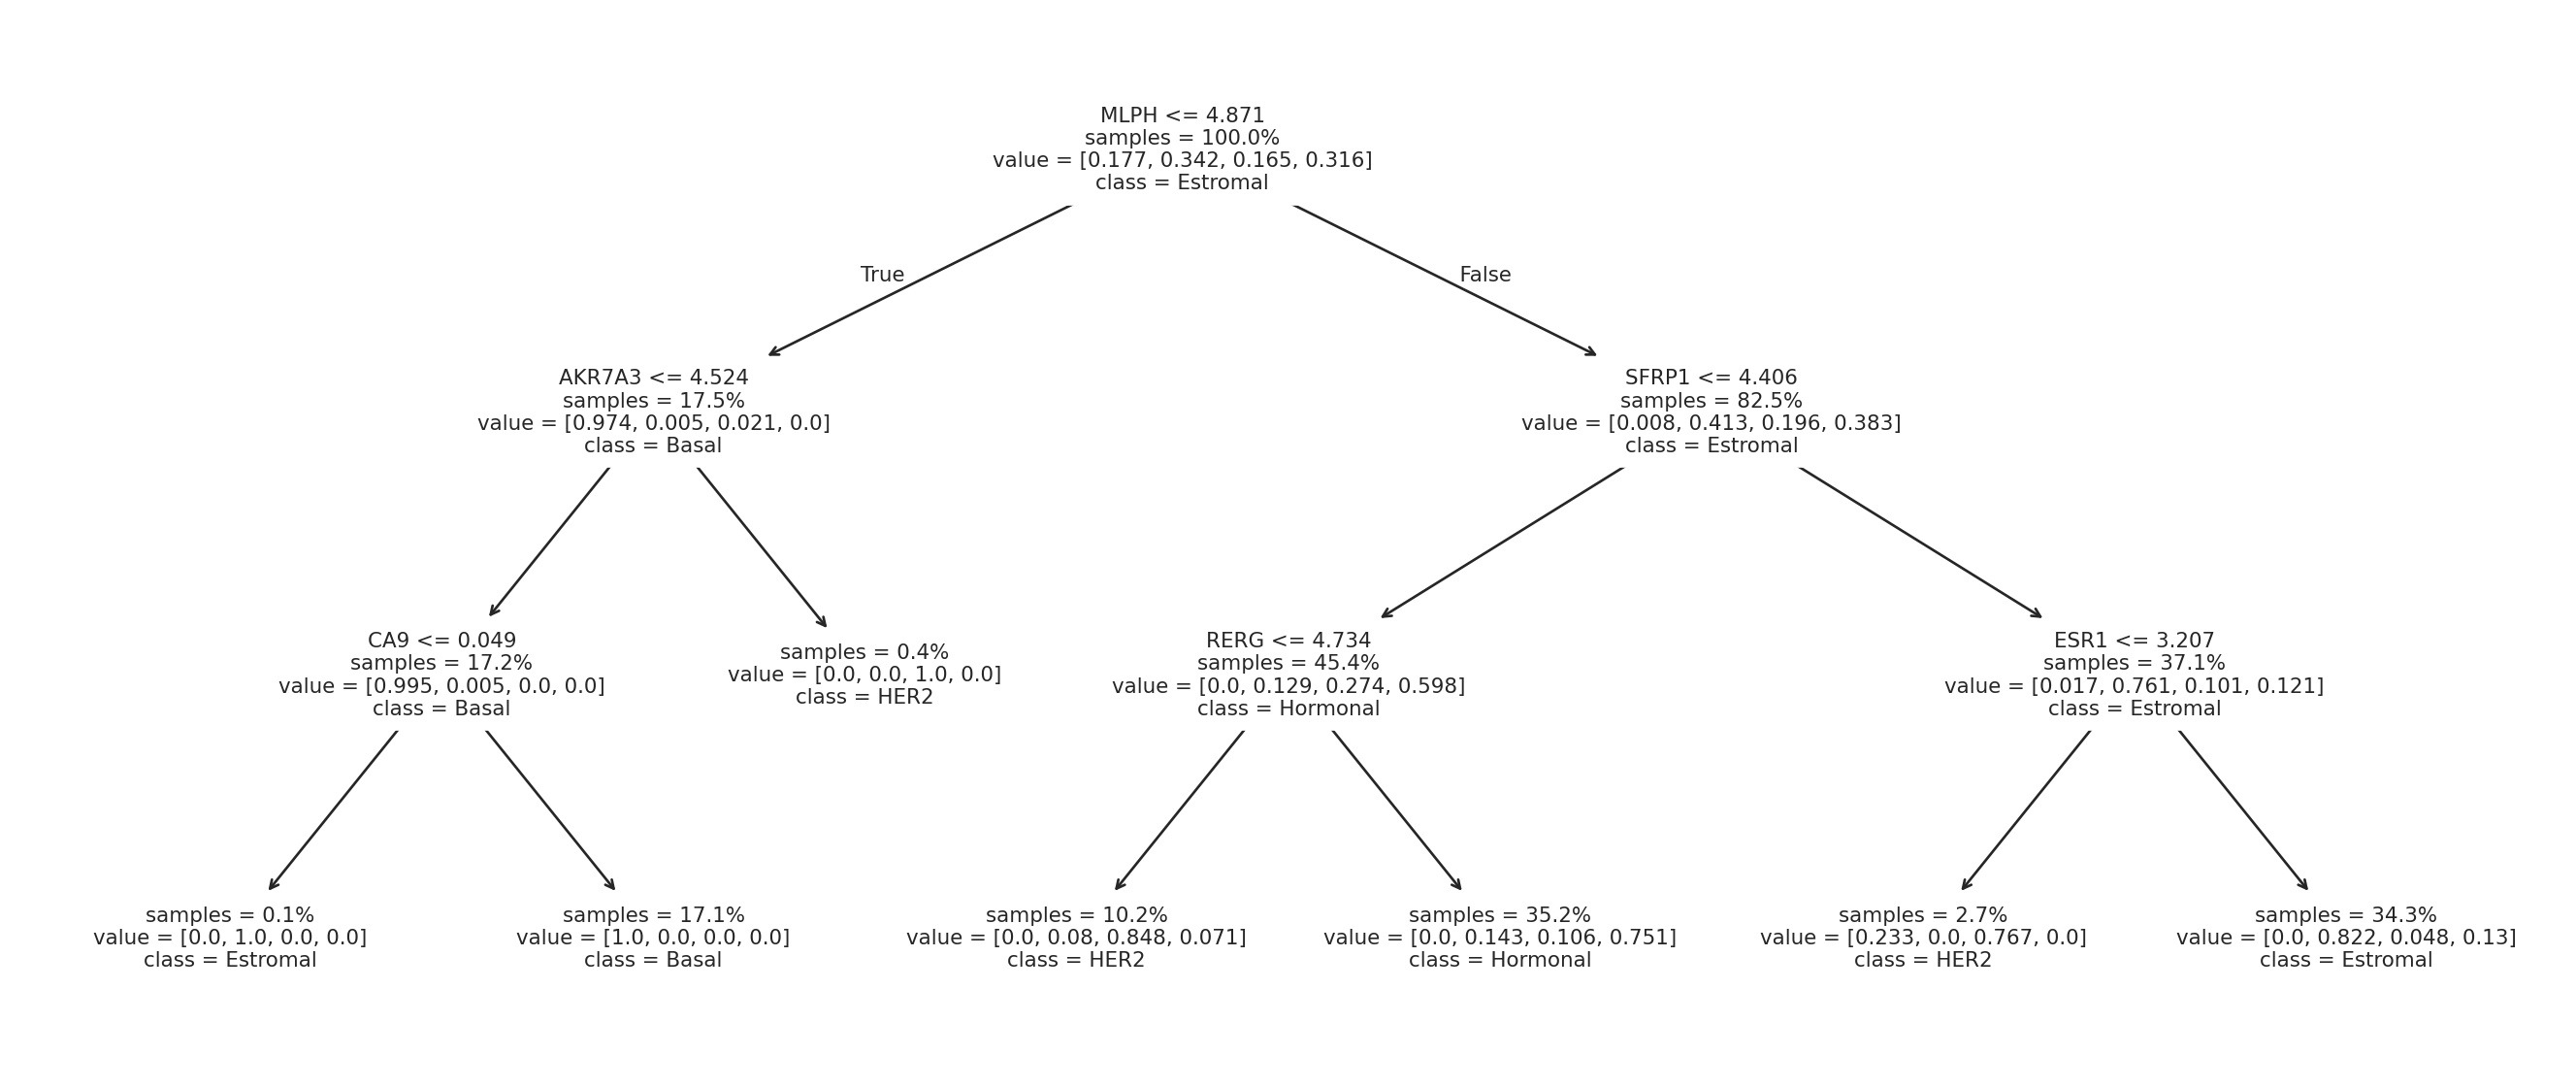 MLPH <= 4.871
samples = 100.0%
value = [0.177, 0.342, 0.165, 0.316]
class = Estromal
True
False
AKR7A3 <= 4.524
samples = 17.5%
value = [0.974, 0.005, 0.021, 0.0]
class = Basal
SFRP1 <= 4.406
samples = 82.5%
value = [0.008, 0.413, 0.196, 0.383]
class = Estromal
CA9 <= 0.049
samples = 17.2%
value = [0.995, 0.005, 0.0, 0.0]
class = Basal
samples = 0.4%
value = [0.0, 0.0, 1.0, 0.0]
class = HER2
RERG <= 4.734
samples = 45.4%
value = [0.0, 0.129, 0.274, 0.598]
class = Hormonal
ESR1 <= 3.207
samples = 37.1%
value = [0.017, 0.761, 0.101, 0.121]
class = Estromal
samples = 0.1%
value = [0.0, 1.0, 0.0, 0.0]
class = Estromal
samples = 17.1%
value = [1.0, 0.0, 0.0, 0.0]
class = Basal
samples = 10.2%
value = [0.0, 0.08, 0.848, 0.071]
class = HER2
samples = 35.2%
value = [0.0, 0.143, 0.106, 0.751]
class = Hormonal
samples = 2.7%
value = [0.233, 0.0, 0.767, 0.0]
class = HER2
samples = 34.3%
value = [0.0, 0.822, 0.048, 0.13]
class = Estromal